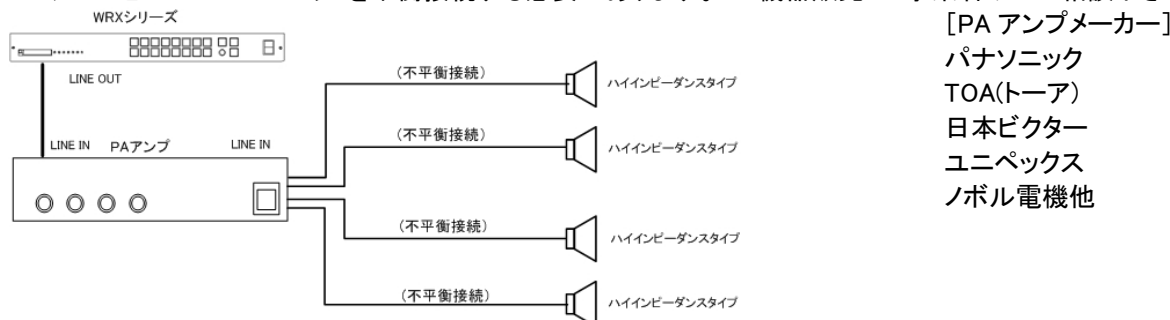 WRXシリーズ
LINE OUT
LINE IN PAアンプ LINE IN
(不平衡接続)
ハイインピーダンスタイプ
(不平衡接続)
ハイインピーダンスタイプ
(不平衡接続)
ハイインピーダンスタイプ
(不平衡接続)
ハイインピーダンスタイプ
[PA アンプメーカー]
パナソニック
TOA(トーア)
日本ビクター
ユニペックス
ノボル電機他